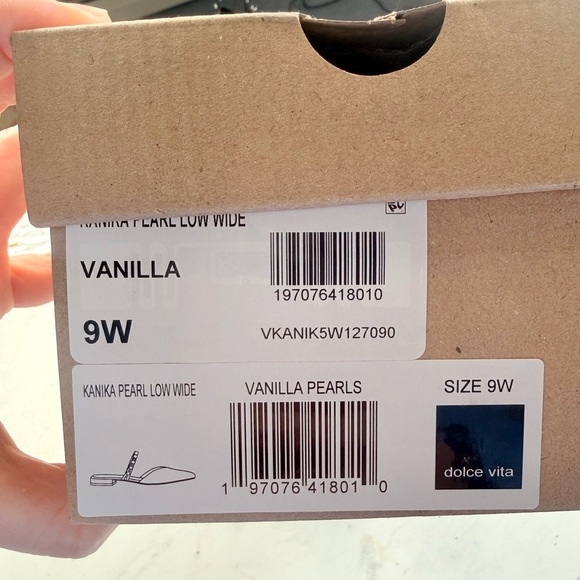 KANIKA PEARL LOW WIDE
VANILLA
197076418010
9W
VKANIK5W127090
KANIKA PEARL LOW WIDE
VANILLA PEARLS
SIZE 9W
dolce vita
1 97076 41801 0